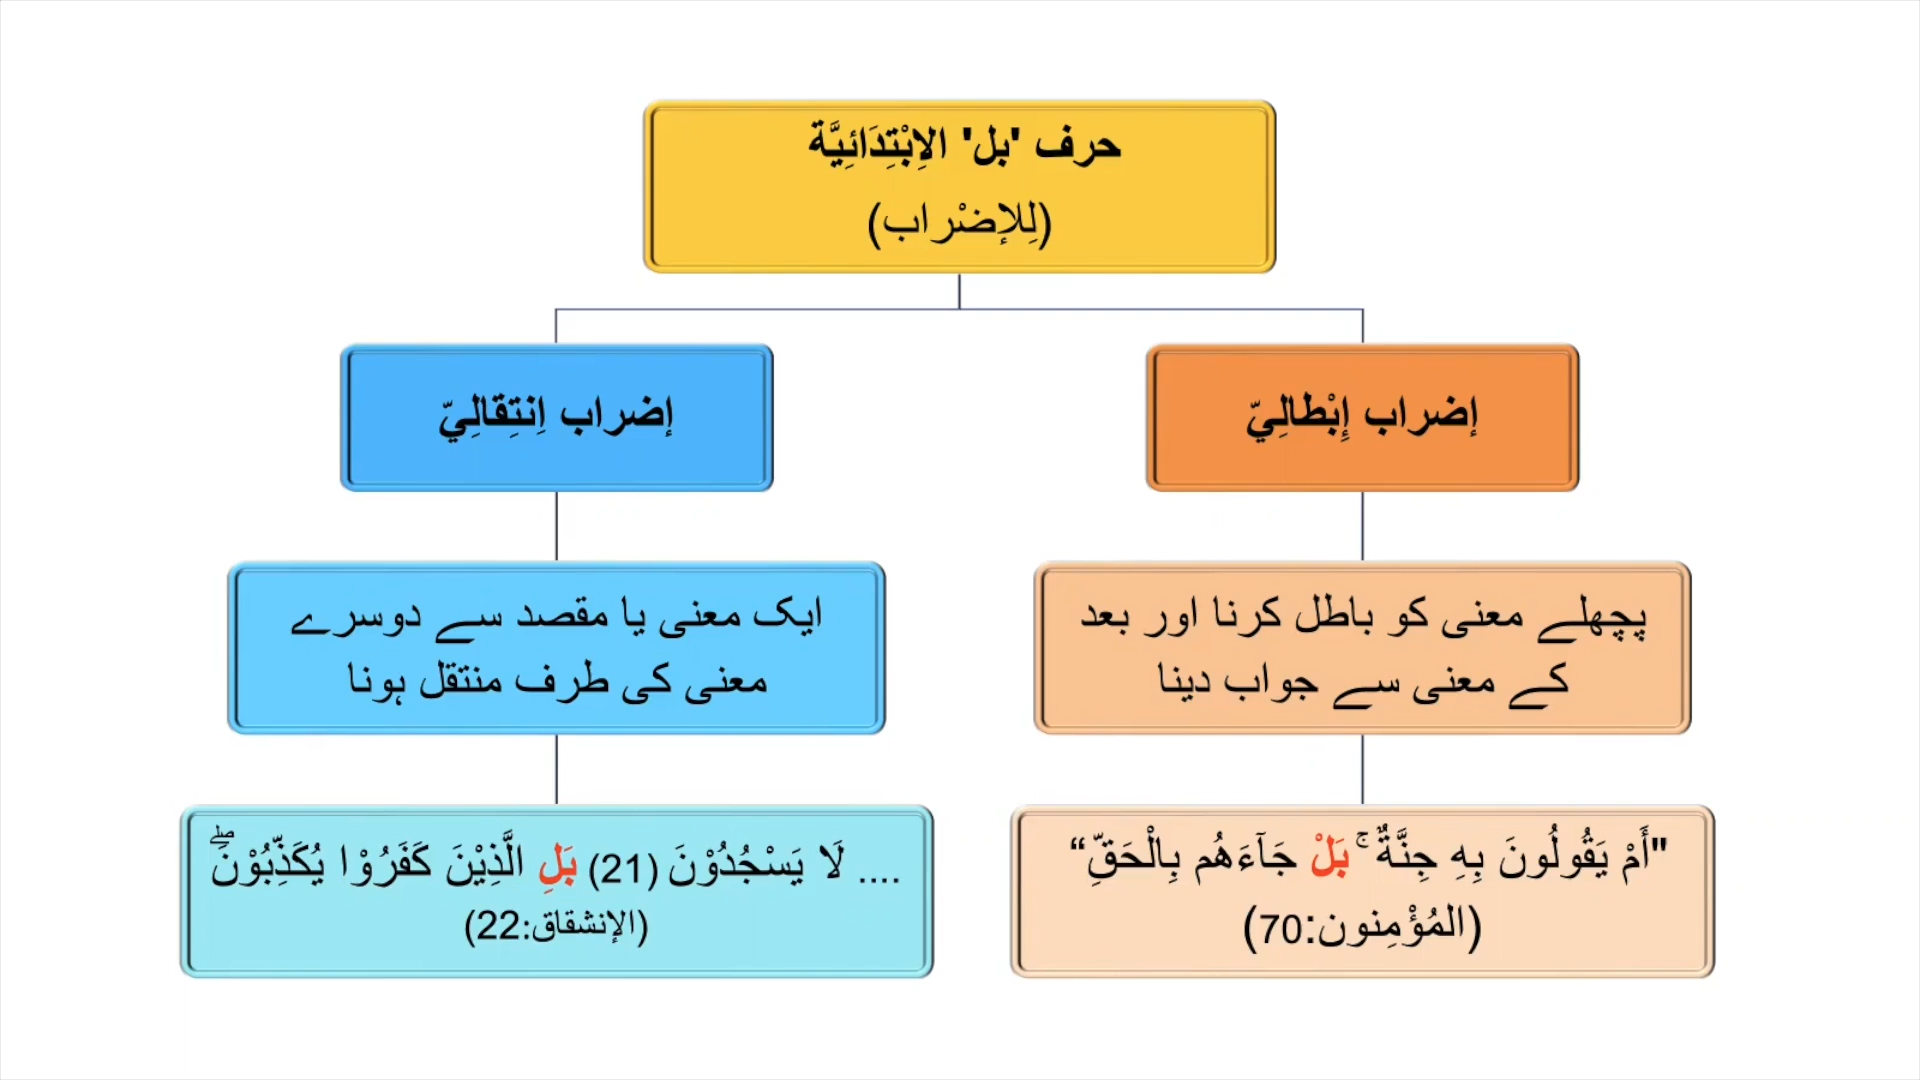 حرف 'بل' الاِبْتِدَائِيَّة
(لِلإضْراب)
إضراب إِبْطالِيّ
إضراب اِنتِقالِيّ
پچھلے معنی کو باطل کرنا اور بعد
کے معنی سے جواب دینا
ایک معنی یا مقصد سے دوسرے
معنی کی طرف منتقل ہونا
"أَمْ يَقُولُونَ بِهِ جِنَّةٌ ۚ بَلْ جَآءَهُم بِالْحَقِّ“
(المُؤْمِنون:70)
.... لَا يَسْجُدُوْنَ (21) بَلِ الَّذِيْنَ كَفَرُوْا يُكَذِّبُوْنَۖ
(الإنشقاق:22)